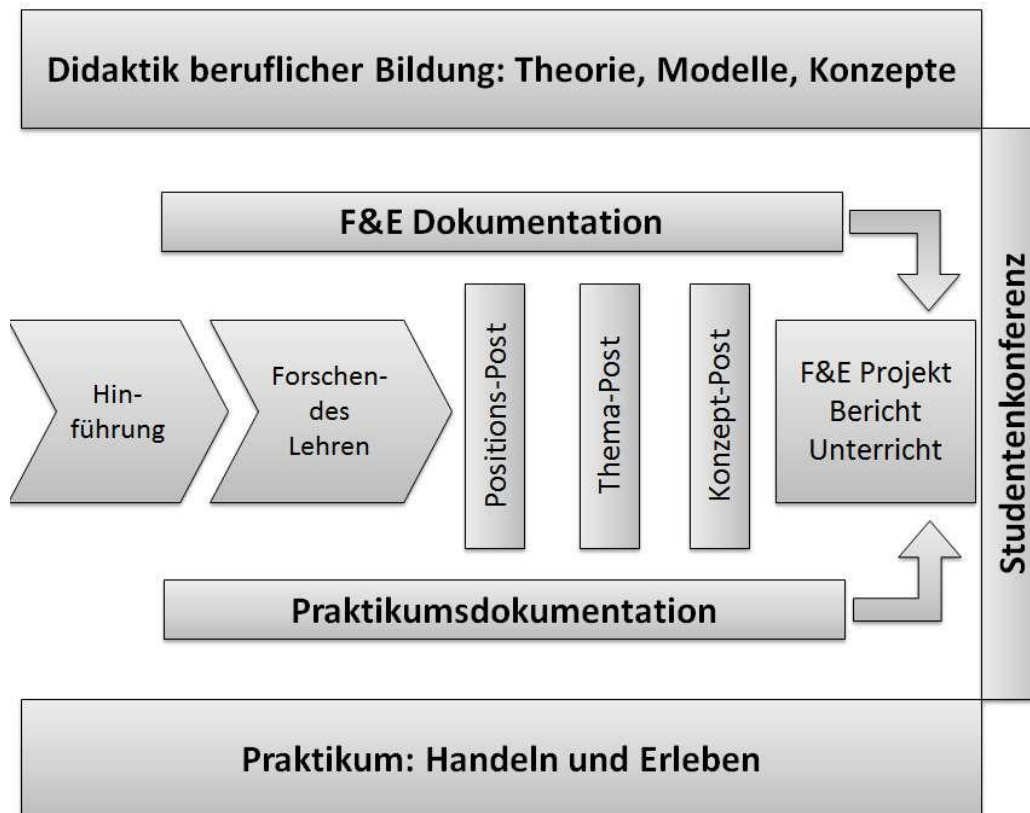 Didaktik beruflicher Bildung: Theorie, Modelle, Konzepte
F&E Dokumentation
Hin-
führung
Forschen-
des
Lehren
Positions-Post
Thema-Post
Konzept-Post
F&E Projekt
Bericht
Unterricht
Studentenkonferenz
Praktikumsdokumentation
Praktikum: Handeln und Erleben